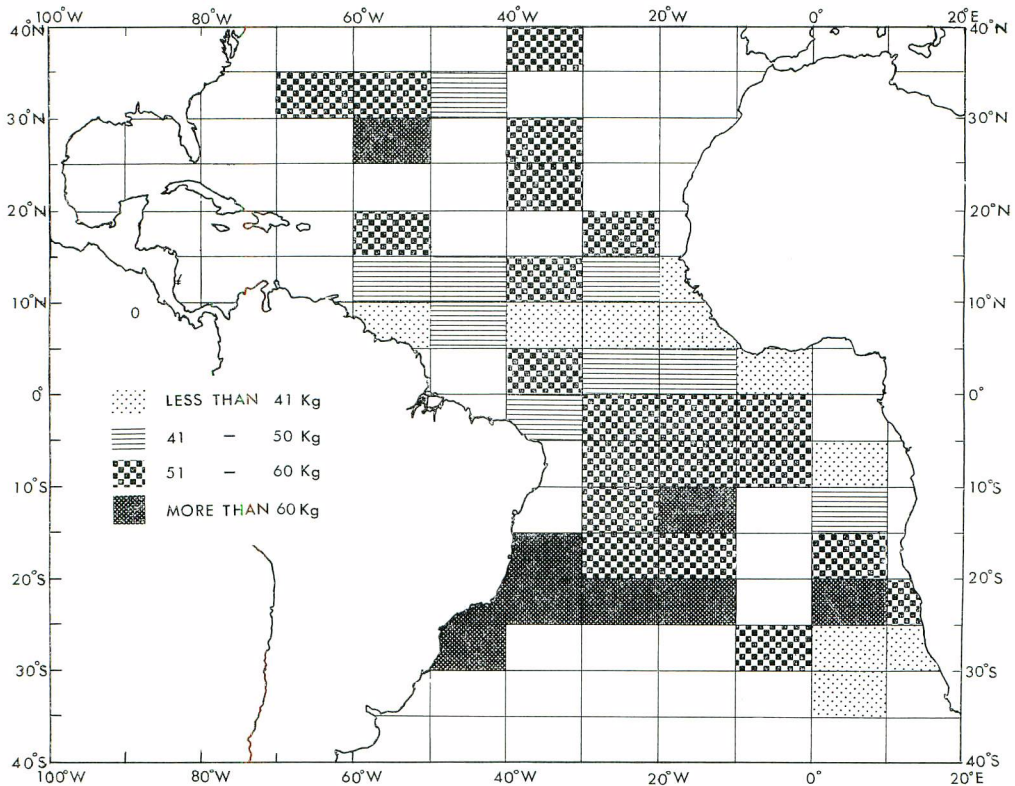 100°W 80°W 60°W 40°W 20°W 0° 20°E
40°N 40°N
30°N 30°N
20°N 20°N
10°N 10°N
0° 0°
LESS THAN 41 Kg
41 – 50 Kg
51 – 60 Kg
10°S 10°S
MORE THAN 60 Kg
20°S 20°S
30°S 30°S
40°S 40°S
100°W 80°W 60°W 40°W 20°W 0° 20°E